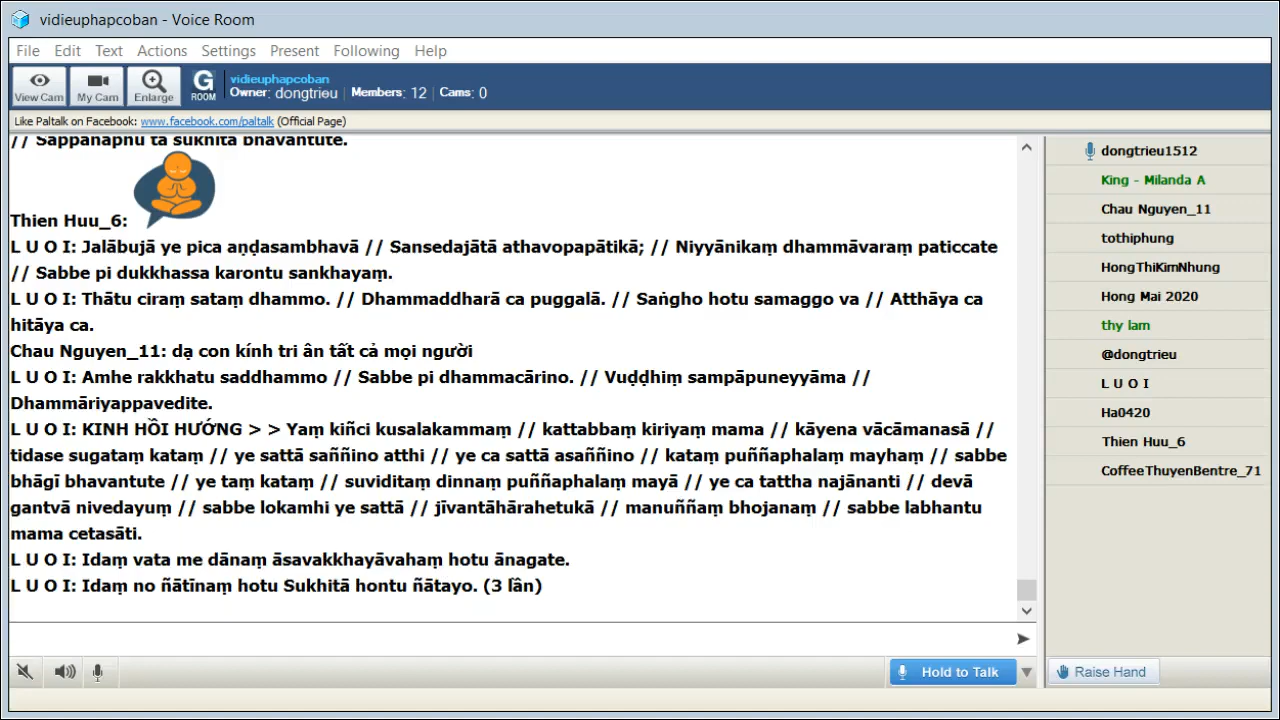 vidieuphapcoban - Voice Room
File Edit Text Actions Settings Present Following Help
View Cam My Cam Enlarge G ROOM vidieuphapcoban
Owner: dongtrieu | Members: 12 | Cams: 0
Like Paltalk on Facebook: www.facebook.com/paltalk (Official Page)
// Sappānaphū tā sukhitā bhavantute.
Thien Huu_6:
L U O I: Jalābujā ye pica aṇḍasambhavā // Sansedajātā athavopapātikā; // Niyyānikaṃ dhammāvaraṃ paticcate
// Sabbe pi dukkhassa karontu sankhayaṃ.
L U O I: Thātu ciraṃ sataṃ dhammo. // Dhammaddharā ca puggalā. // Saṅgho hotu samaggo va // Atthāya ca
hitāya ca.
Chau Nguyen_11: dạ con kính tri ân tất cả mọi người
L U O I: Amhe rakkhatu saddhammo // Sabbe pi dhammacārino. // Vuḍḍhiṃ sampāpuneyyāma //
Dhammāriyappavedite.
L U O I: KINH HỒI HƯỚNG > > Yaṃ kiñci kusalakammaṃ // kattabbaṃ kiriyaṃ mama // kāyena vācāmanasā //
tidase sugataṃ kataṃ // ye sattā saññino atthi // ye ca sattā asaññino // kataṃ puññaphalaṃ mayhaṃ // sabbe
bhāgī bhavantute // ye taṃ kataṃ // suviditaṃ dinnaṃ puññaphalaṃ mayā // ye ca tattha najānanti // devā
gantvā nivedayuṃ // sabbe lokamhi ye sattā // jīvantāhārahetukā // manuññaṃ bhojanaṃ // sabbe labhantu
mama cetasāti.
L U O I: Idaṃ vata me dānaṃ āsavakkhayāvahaṃ hotu ānagate.
L U O I: Idaṃ no ñātīnaṃ hotu Sukhitā hontu ñātayo. (3 lần)
dongtrieu1512
King - Milanda A
Chau Nguyen_11
tothiphung
HongThiKimNhung
Hong Mai 2020
thy lam
@dongtrieu
L U O I
Ha0420
Thien Huu_6
CoffeeThuyenBentre_71
Hold to Talk
Raise Hand